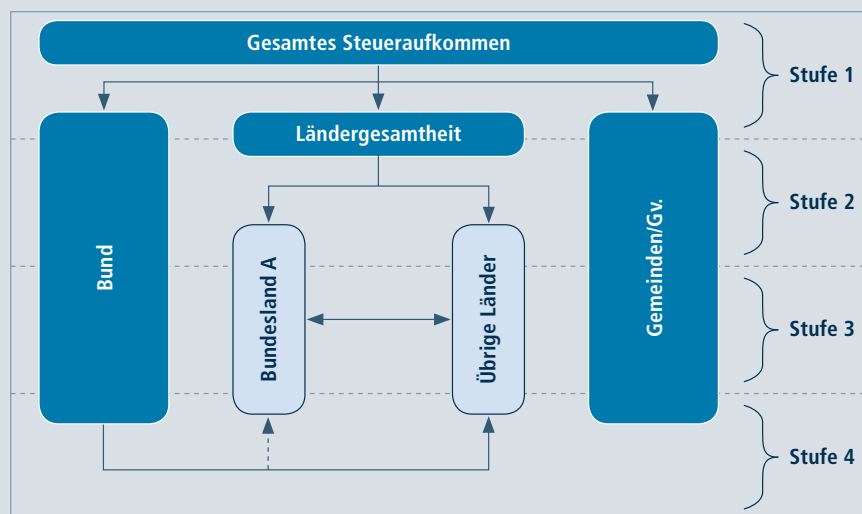 Gesamtes Steueraufkommen
Stufe 1
Ländergesamtheit
Stufe 2
Bund
Bundesland A
Übrige Länder
Gemeinden/Gv.
Stufe 3
Stufe 4